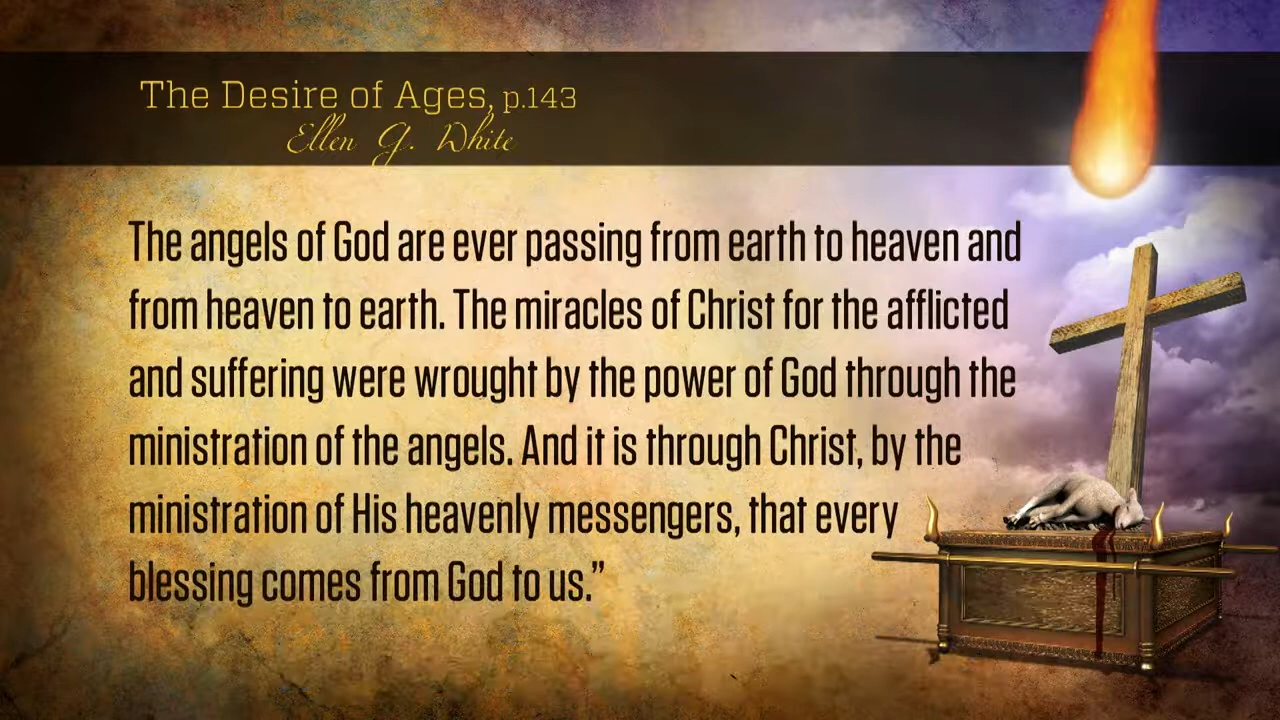 The Desire of Ages, p.143
Ellen G. White
The angels of God are ever passing from earth to heaven and
from heaven to earth. The miracles of Christ for the afflicted
and suffering were wrought by the power of God through the
ministration of the angels. And it is through Christ, by the
ministration of His heavenly messengers, that every
blessing comes from God to us.”